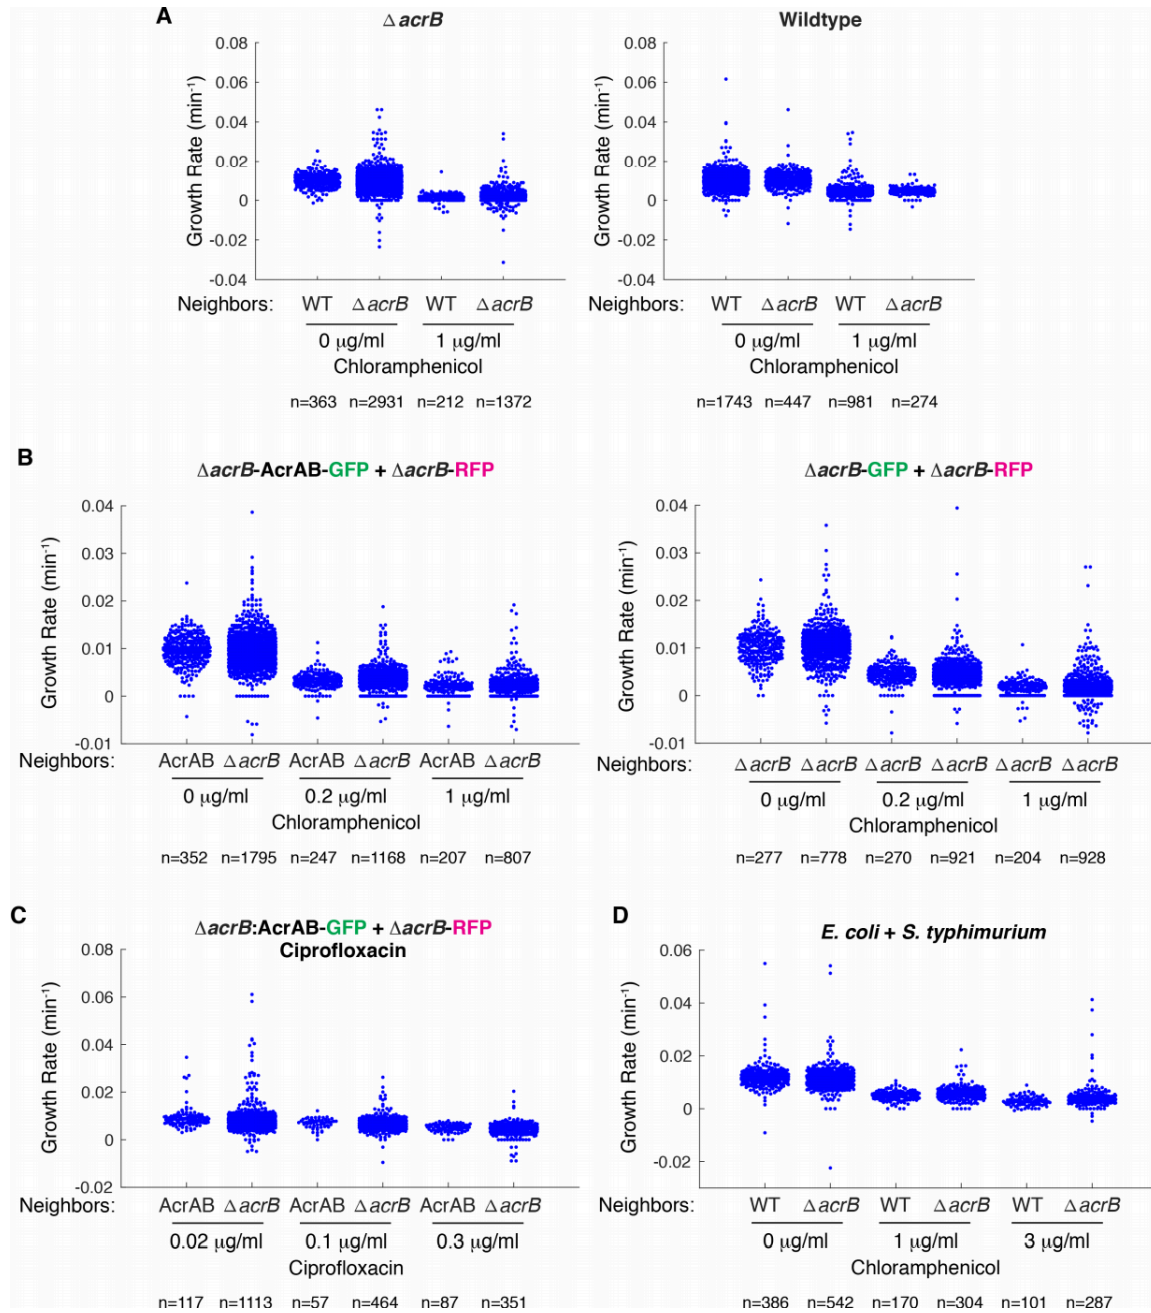 A
ΔacrB
Wildtype
0.08
0.06
0.04
0.02
0
-0.02
-0.04
Growth Rate (min⁻¹)
Neighbors: WT ΔacrB WT ΔacrB
0 μg/ml 1 μg/ml
Chloramphenicol
n=363 n=2931 n=212 n=1372
0.08
0.06
0.04
0.02
0
-0.02
-0.04
Growth Rate (min⁻¹)
Neighbors: WT ΔacrB WT ΔacrB
0 μg/ml 1 μg/ml
Chloramphenicol
n=1743 n=447 n=981 n=274
B
ΔacrB-AcrAB-GFP + ΔacrB-RFP
0.04
0.03
0.02
0.01
0
-0.01
Growth Rate (min⁻¹)
Neighbors: AcrAB ΔacrB AcrAB ΔacrB AcrAB ΔacrB
0 μg/ml 0.2 μg/ml 1 μg/ml
Chloramphenicol
n=352 n=1795 n=247 n=1168 n=207 n=807
ΔacrB-GFP + ΔacrB-RFP
0.04
0.03
0.02
0.01
0
-0.01
Growth Rate (min⁻¹)
Neighbors: ΔacrB ΔacrB ΔacrB ΔacrB ΔacrB ΔacrB
0 μg/ml 0.2 μg/ml 1 μg/ml
Chloramphenicol
n=277 n=778 n=270 n=921 n=204 n=928
C
ΔacrB:AcrAB-GFP + ΔacrB-RFP
Ciprofloxacin
0.08
0.06
0.04
0.02
0
-0.02
Growth Rate (min⁻¹)
Neighbors: AcrAB ΔacrB AcrAB ΔacrB AcrAB ΔacrB
0.02 μg/ml 0.1 μg/ml 0.3 μg/ml
Ciprofloxacin
n=117 n=1113 n=57 n=464 n=87 n=351
D
E. coli + S. typhimurium
0.06
0.04
0.02
0
-0.02
Growth Rate (min⁻¹)
Neighbors: WT ΔacrB WT ΔacrB WT ΔacrB
0 μg/ml 1 μg/ml 3 μg/ml
Chloramphenicol
n=386 n=542 n=170 n=304 n=101 n=287